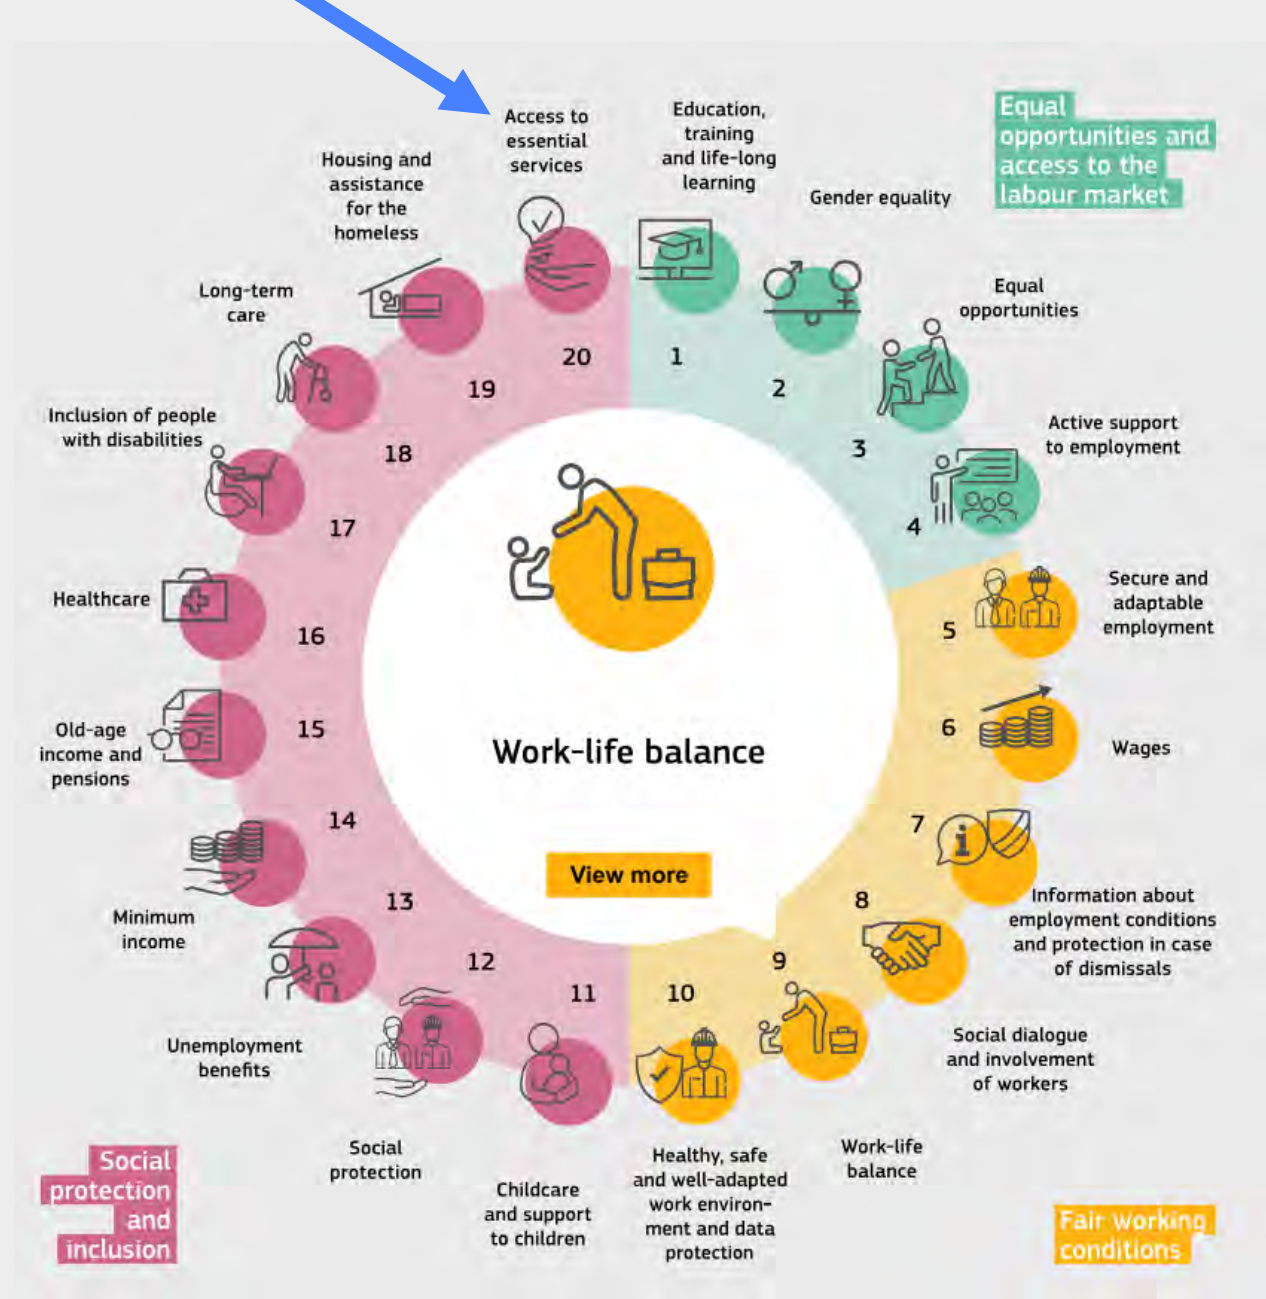 Equal
opportunities and
access to the
labour market
Education,
training
and life-long
learning
1
Gender equality
2
Equal
opportunities
3
Active support
to employment
4
Secure and
adaptable
employment
5
Wages
6
Information about
employment conditions
and protection in case
of dismissals
7
Social dialogue
and involvement
of workers
8
Work-life
balance
9
Healthy, safe
and well-adapted
work environ-
ment and data
protection
10
Fair working
conditions
Childcare
and support
to children
11
Social
protection
12
Unemployment
benefits
13
Minimum
income
14
Old-age
income and
pensions
15
Healthcare
16
Inclusion of people
with disabilities
17
Long-term
care
18
Housing and
assistance
for the
homeless
19
Access to
essential
services
20
Social
protection
and
inclusion
Work-life balance
View more
i